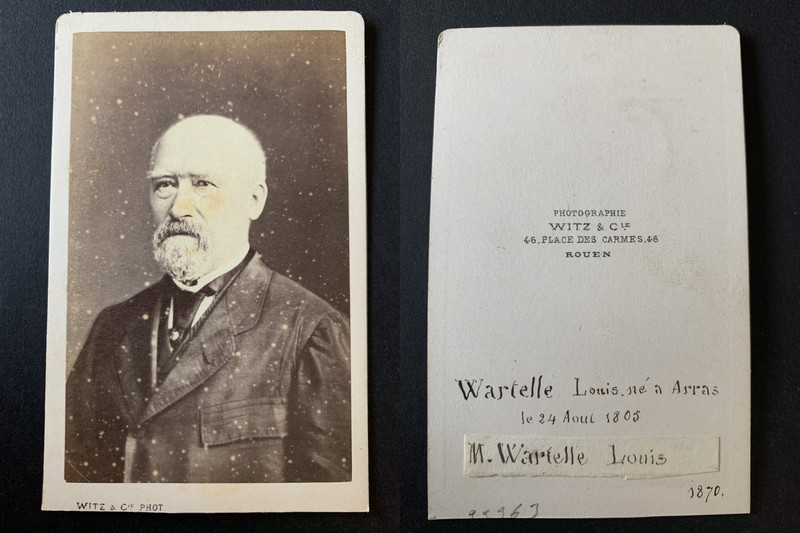 WITZ & Cie PHOT.
PHOTOGRAPHIE
WITZ & CIE
46, PLACE DES CARMES, 46
ROUEN
Wartelle Louis. né a Arras
le 24 Aout 1805
M. Wartelle Louis
1870.